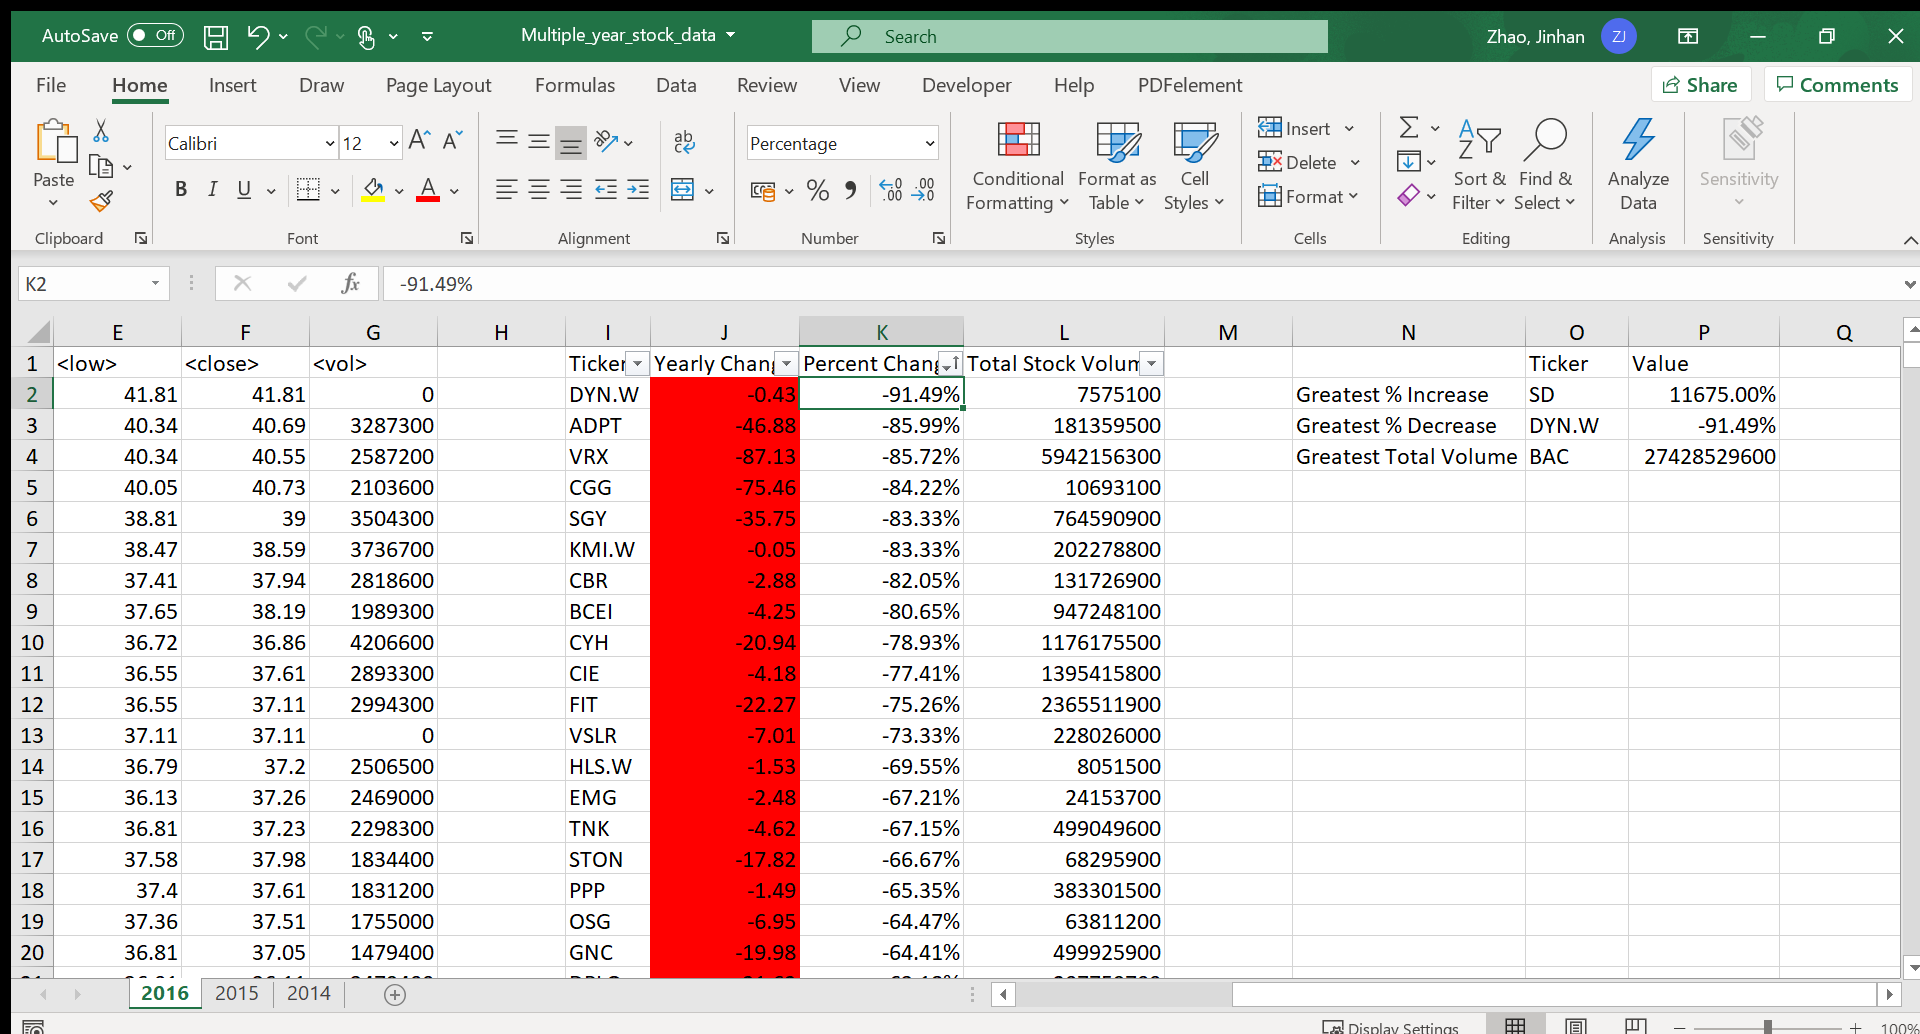 AutoSave Off Multiple_year_stock_data Search Zhao, Jinhan ZJ
File Home Insert Draw Page Layout Formulas Data Review View Developer Help PDFelement Share Comments
Paste
Clipboard
Calibri 12
B I U A
Font
ab
Alignment
Percentage
% .00
Number
Conditional Formatting
Format as Table
Cell Styles
Styles
Insert
Delete
Format
Cells
Sort & Filter
Find & Select
Editing
Analyze Data
Analysis
Sensitivity
Sensitivity
K2 fx -91.49%
E F G H I J K L M N O P Q
1 <low> <close> <vol> Ticker Yearly Chang Percent Chang Total Stock Volum Ticker Value
2 41.81 41.81 0 DYN.W -0.43 -91.49% 7575100 Greatest % Increase SD 11675.00%
3 40.34 40.69 3287300 ADPT -46.88 -85.99% 181359500 Greatest % Decrease DYN.W -91.49%
4 40.34 40.55 2587200 VRX -87.13 -85.72% 5942156300 Greatest Total Volume BAC 27428529600
5 40.05 40.73 2103600 CGG -75.46 -84.22% 10693100
6 38.81 39 3504300 SGY -35.75 -83.33% 764590900
7 38.47 38.59 3736700 KMI.W -0.05 -83.33% 202278800
8 37.41 37.94 2818600 CBR -2.88 -82.05% 131726900
9 37.65 38.19 1989300 BCEI -4.25 -80.65% 947248100
10 36.72 36.86 4206600 CYH -20.94 -78.93% 1176175500
11 36.55 37.61 2893300 CIE -4.18 -77.41% 1395415800
12 36.55 37.11 2994300 FIT -22.27 -75.26% 2365511900
13 37.11 37.11 0 VSLR -7.01 -73.33% 228026000
14 36.79 37.2 2506500 HLS.W -1.53 -69.55% 8051500
15 36.13 37.26 2469000 EMG -2.48 -67.21% 24153700
16 36.81 37.23 2298300 TNK -4.62 -67.15% 499049600
17 37.58 37.98 1834400 STON -17.82 -66.67% 68295900
18 37.4 37.61 1831200 PPP -1.49 -65.35% 383301500
19 37.36 37.51 1755000 OSG -6.95 -64.47% 63811200
20 36.81 37.05 1479400 GNC -19.98 -64.41% 499925900
2016 2015 2014
Display Settings 100%